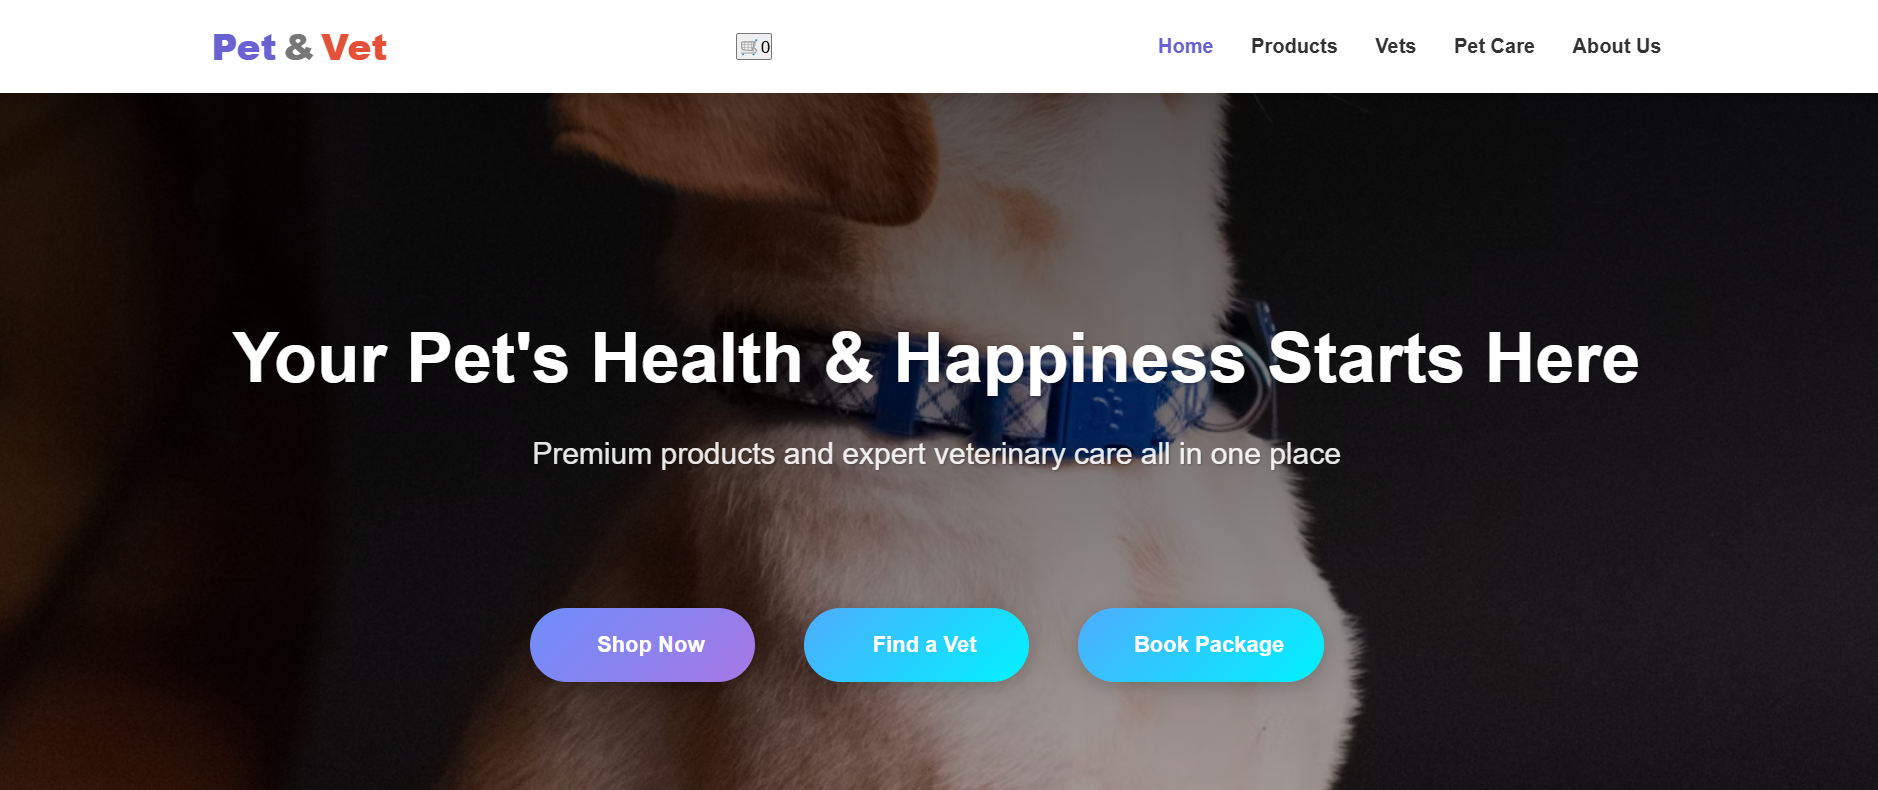 Pet & Vet
0
Home Products Vets Pet Care About Us
Your Pet's Health & Happiness Starts Here
Premium products and expert veterinary care all in one place
Shop Now Find a Vet Book Package